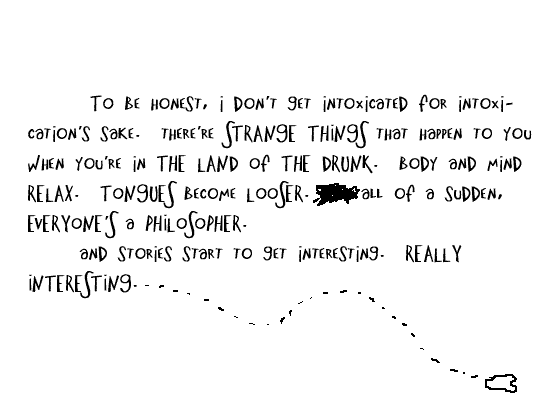 To be honest, i don't get intoxicated for intoxi-
cation's sake. There're STRANGE THINGS that happen to you
when you're in THE LAND of THE DRUNK. Body and mind
RELAX. TONGUES become LOOSER. all of a sudden,
EVERYONE'S a PHILOSOPHER.
and stories start to get interesting. REALLY
INTERESTING.